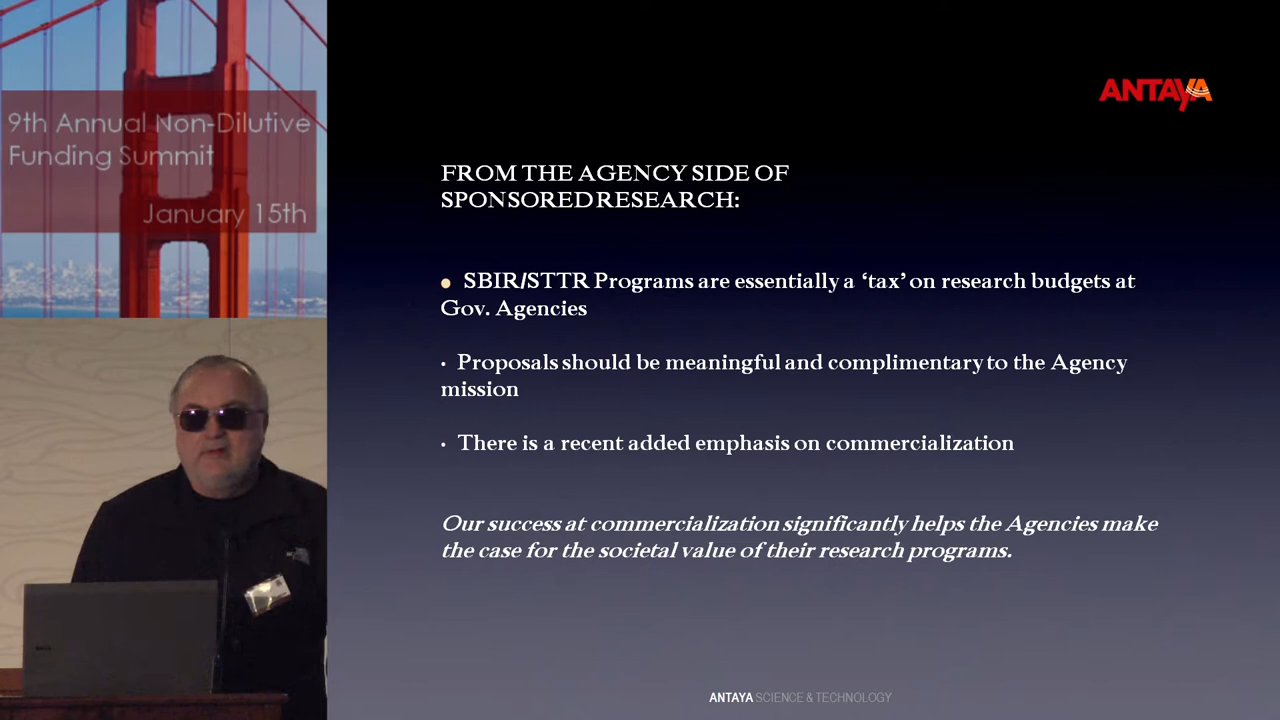 9th Annual Non-Dilutive
Funding Summit
January 15th
ANTAYA
FROM THE AGENCY SIDE OF
SPONSORED RESEARCH:
• SBIR/STTR Programs are essentially a ‘tax’ on research budgets at
Gov. Agencies
• Proposals should be meaningful and complimentary to the Agency
mission
• There is a recent added emphasis on commercialization
Our success at commercialization significantly helps the Agencies make
the case for the societal value of their research programs.
ANTAYA SCIENCE & TECHNOLOGY